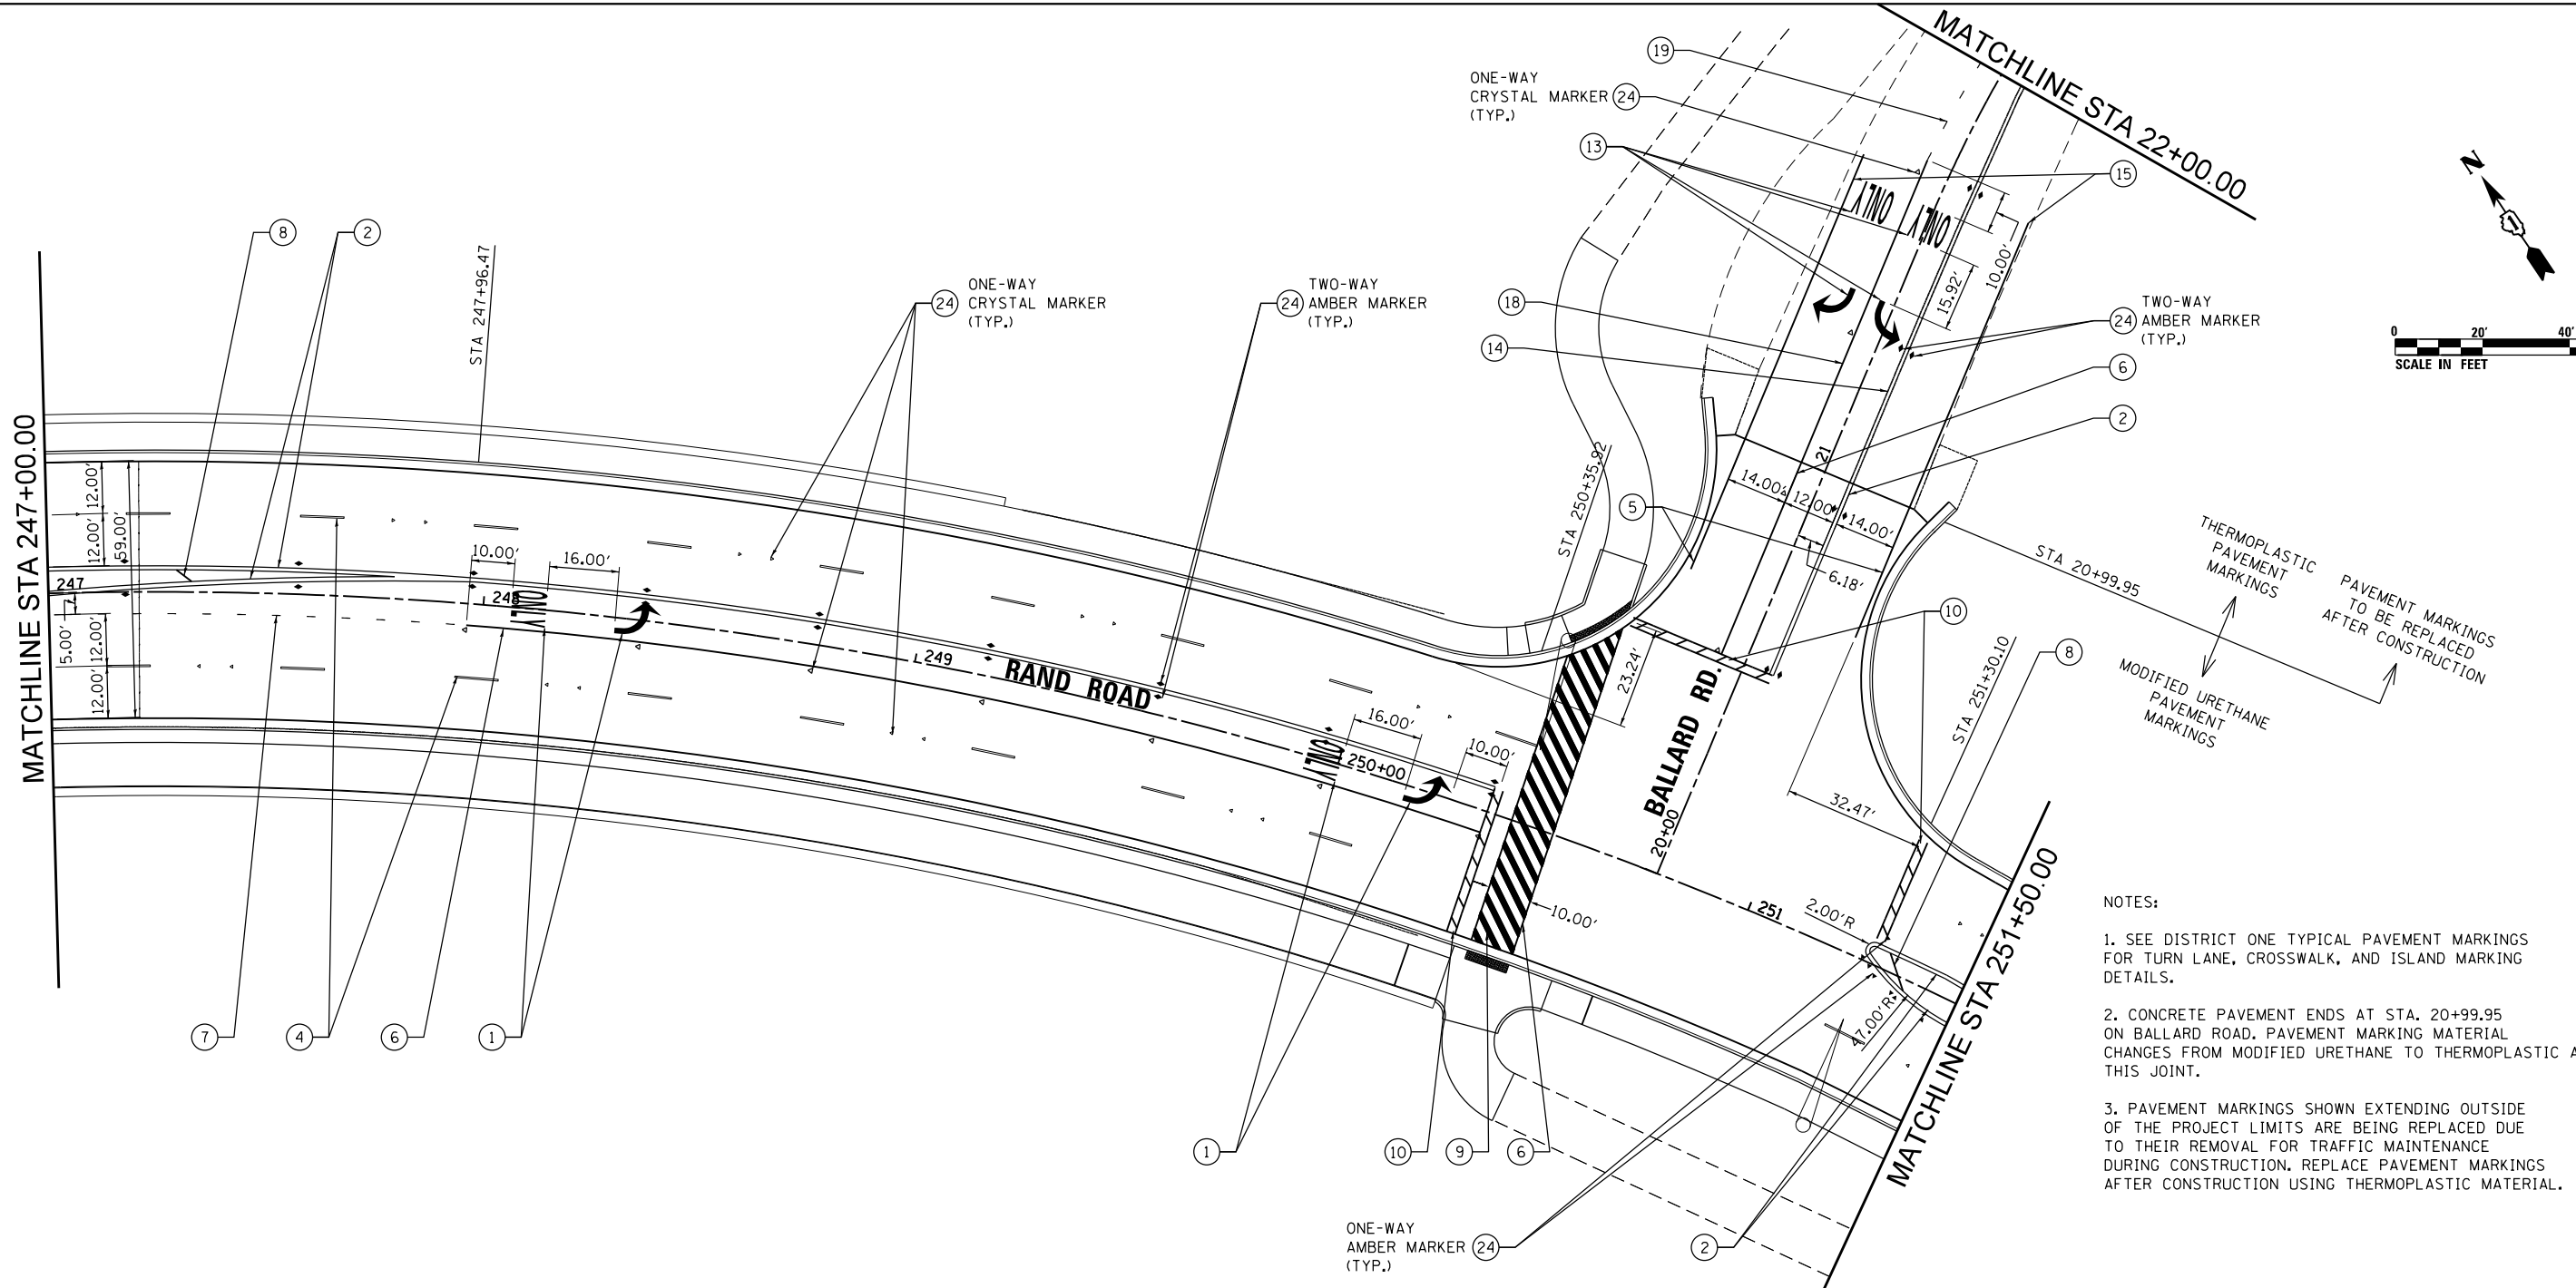 MATCHLINE STA 22+00.00
19
ONE-WAY
CRYSTAL MARKER 24
(TYP.)
13
15
N
1
ONLY
ONLY
10.00'
15.92'
18
14
TWO-WAY
24 AMBER MARKER
(TYP.)
0 20' 40'
SCALE IN FEET
6
2
8
2
STA 247+96.47
24 ONE-WAY
CRYSTAL MARKER
(TYP.)
24 TWO-WAY
AMBER MARKER
(TYP.)
MATCHLINE STA 247+00.00
12.00'
12.00'
59.00'
247
5.00'
12.00'
12.00'
10.00'
16.00'
248
ONLY
249
RAND ROAD
STA 250+35.92
5
21
14.00'
12.00'
14.00'
6.18'
10
STA 20+99.95
THERMOPLASTIC
PAVEMENT
MARKINGS
PAVEMENT MARKINGS
TO BE REPLACED
AFTER CONSTRUCTION
MODIFIED URETHANE
PAVEMENT
MARKINGS
8
STA 251+30.10
23.24'
BALLARD RD.
20+00
16.00'
10.00'
ONLY
250+00
32.47'
10.00'
251
2.00'R
47.00'R
MATCHLINE STA 251+50.00
7
4
6
1
1
10
9
6
ONE-WAY
AMBER MARKER 24
(TYP.)
2
NOTES:
1. SEE DISTRICT ONE TYPICAL PAVEMENT MARKINGS
FOR TURN LANE, CROSSWALK, AND ISLAND MARKING
DETAILS.
2. CONCRETE PAVEMENT ENDS AT STA. 20+99.95
ON BALLARD ROAD. PAVEMENT MARKING MATERIAL
CHANGES FROM MODIFIED URETHANE TO THERMOPLASTIC
THIS JOINT.
3. PAVEMENT MARKINGS SHOWN EXTENDING OUTSIDE
OF THE PROJECT LIMITS ARE BEING REPLACED DUE
TO THEIR REMOVAL FOR TRAFFIC MAINTENANCE
DURING CONSTRUCTION. REPLACE PAVEMENT MARKINGS
AFTER CONSTRUCTION USING THERMOPLASTIC MATERIAL.